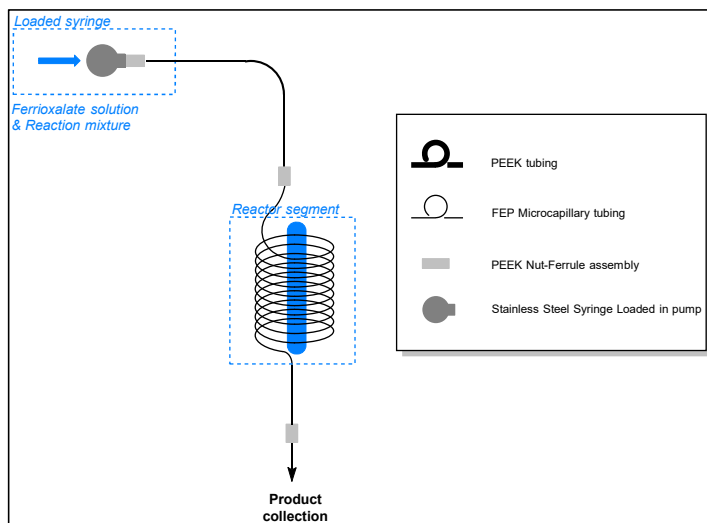 Loaded syringe
Ferrioxalate solution
& Reaction mixture
Reactor segment
Product
collection
PEEK tubing
FEP Microcapillary tubing
PEEK Nut-Ferrule assembly
Stainless Steel Syringe Loaded in pump